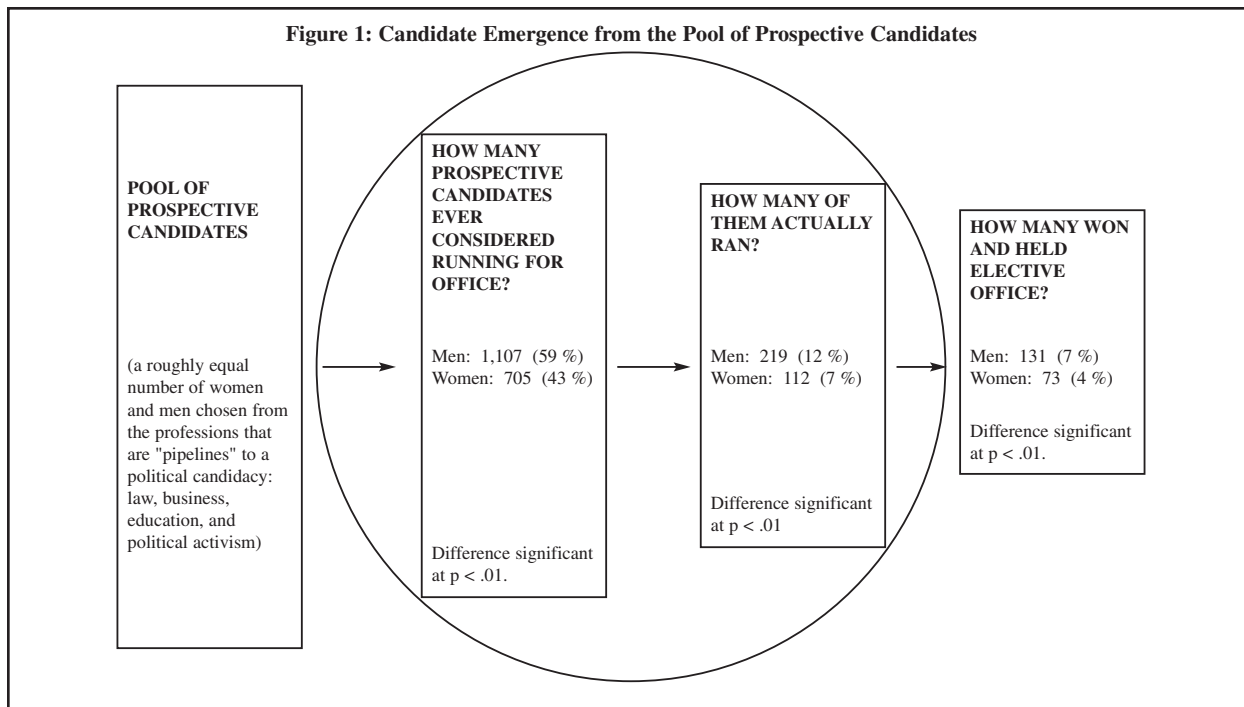 Figure 1: Candidate Emergence from the Pool of Prospective Candidates
POOL OF
PROSPECTIVE
CANDIDATES
(a roughly equal
number of women
and men chosen from
the professions that
are "pipelines" to a
political candidacy:
law, business,
education, and
political activism)
HOW MANY
PROSPECTIVE
CANDIDATES
EVER
CONSIDERED
RUNNING FOR
OFFICE?
Men: 1,107 (59 %)
Women: 705 (43 %)
Difference significant
at p < .01.
HOW MANY OF
THEM ACTUALLY
RAN?
Men: 219 (12 %)
Women: 112 (7 %)
Difference significant
at p < .01
HOW MANY WON
AND HELD
ELECTIVE
OFFICE?
Men: 131 (7 %)
Women: 73 (4 %)
Difference significant
at p < .01.